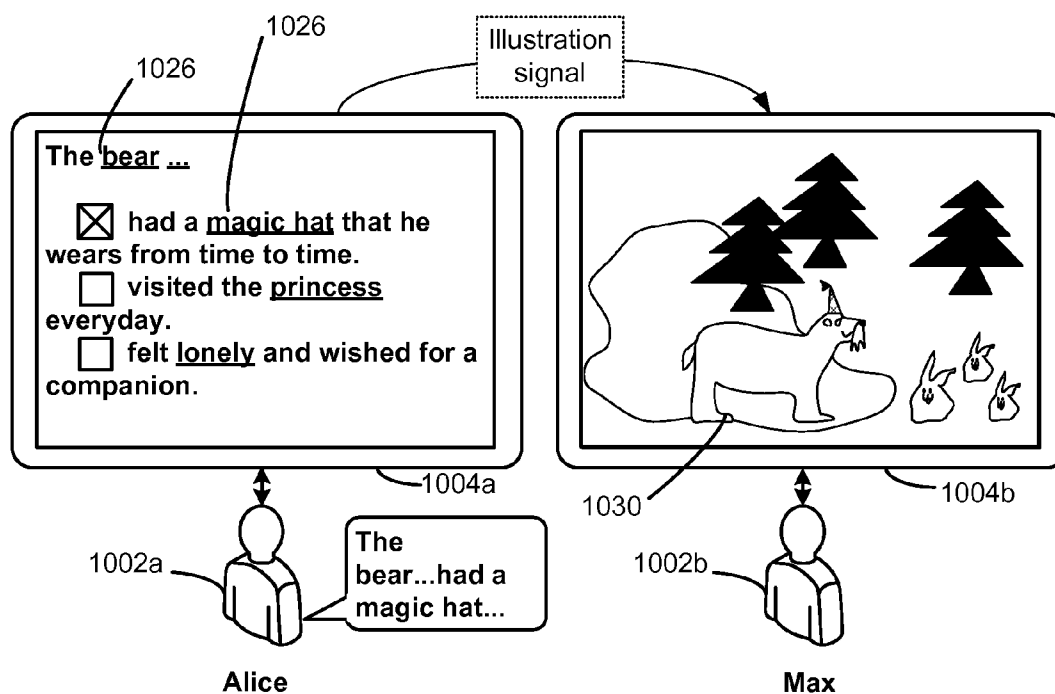 1026
1026
Illustration
signal
The bear ...
had a magic hat that he
wears from time to time.
visited the princess
everyday.
felt lonely and wished for a
companion.
1004a
1030
1004b
1002a
The
bear...had a
magic hat...
1002b
Alice
Max